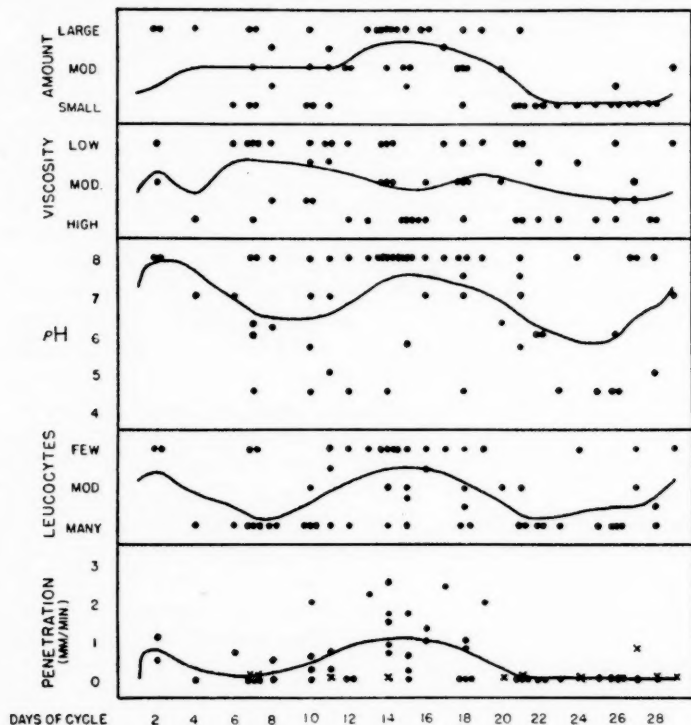 AMOUNT
LARGE
MOD.
SMALL
VISCOSITY
LOW
MOD.
HIGH
pH
8
7
6
5
4
LEUCOCYTES
FEW
MOD
MANY
PENETRATION
(MM/MIN.)
3
2
1
0
DAYS OF CYCLE 2 4 6 8 10 12 14 16 18 20 22 24 26 28